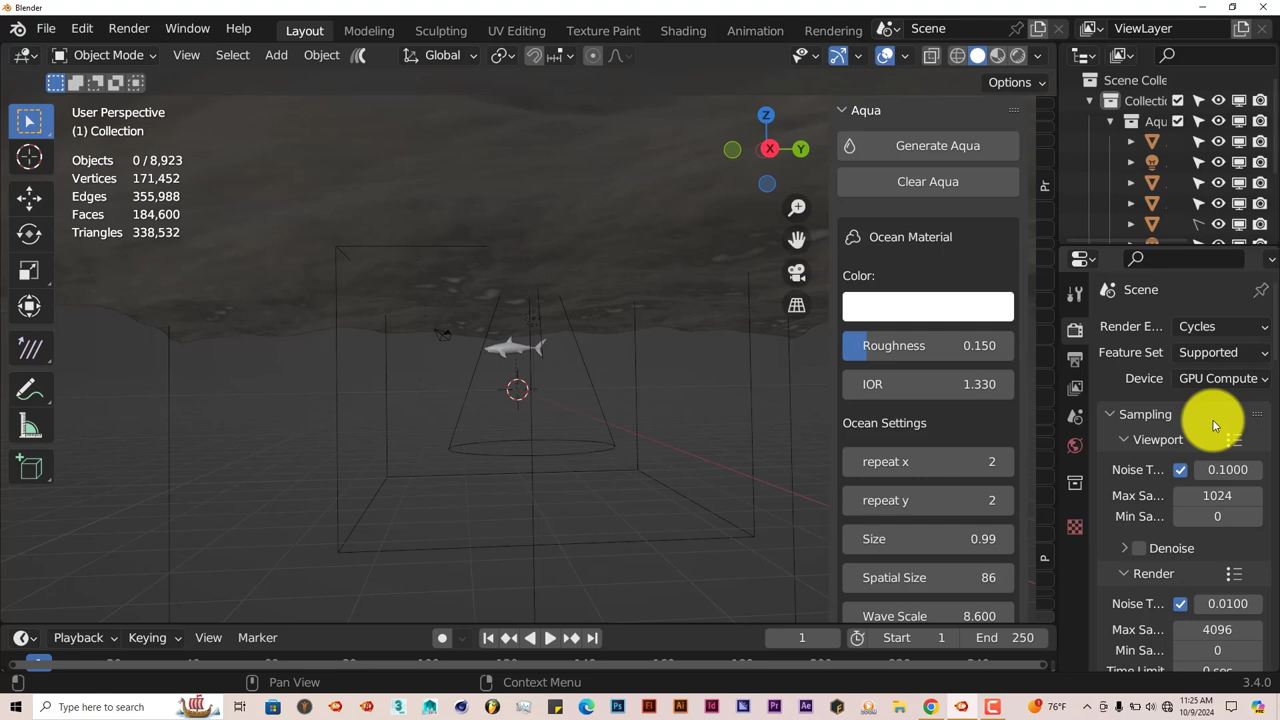 Blender
File Edit Render Window Help Layout Modeling Sculpting UV Editing Texture Paint Shading Animation Rendering Scene ViewLayer
Object Mode View Select Add Object Global
Options
User Perspective
(1) Collection
Objects 0 / 8,923
Vertices 171,452
Edges 355,988
Faces 184,600
Triangles 338,532
Z
X
Y
Aqua
Generate Aqua
Clear Aqua
Ocean Material
Color:
Roughness 0.150
IOR 1.330
Ocean Settings
repeat x 2
repeat y 2
Size 0.99
Spatial Size 86
Wave Scale 8.600
Scene Colle
Collectio
Aqu
Scene
Render E... Cycles
Feature Set Supported
Device GPU Compute
Sampling
Viewport
Noise T... 0.1000
Max Sa... 1024
Min Sa... 0
Denoise
Render
Noise T... 0.0100
Max Sa... 4096
Min Sa... 0
Time Limit 0 sec
Playback Keying View Marker 1 Start 1 End 250
Pan View Context Menu 3.4.0
Type here to search
76°F
11:25 AM
10/9/2024